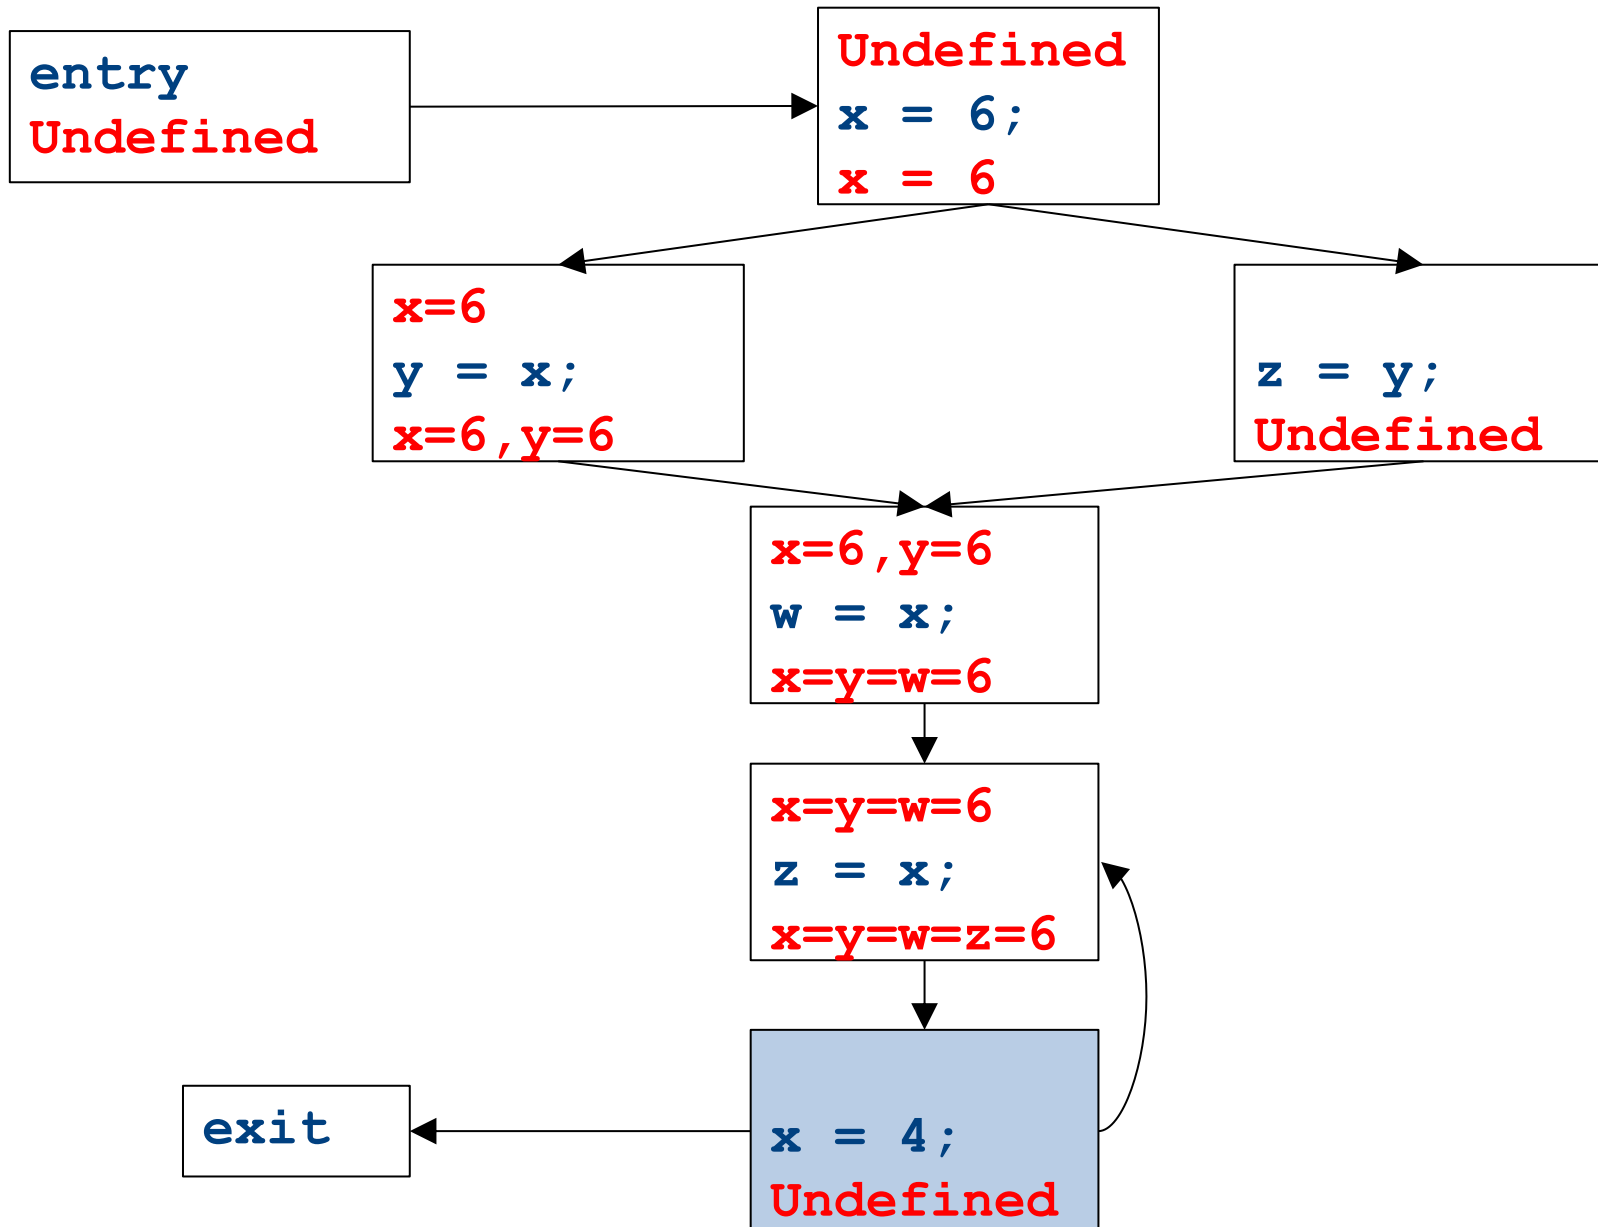 entry
Undefined
Undefined
x = 6;
x = 6
x=6
y = x;
x=6,y=6
z = y;
Undefined
x=6,y=6
w = x;
x=y=w=6
x=y=w=6
z = x;
x=y=w=z=6
exit
x = 4;
Undefined